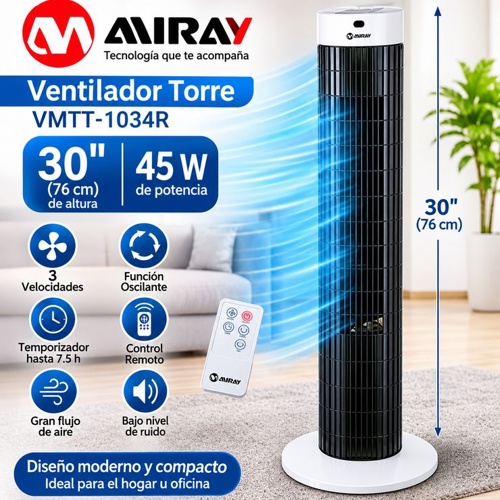 MIRAY
Tecnología que te acompaña
Ventilador Torre
VMTT-1034R
30"
(76 cm)
de altura
45 W
de potencia
3
Velocidades
Función
Oscilante
Temporizador
hasta 7.5 h
Control
Remoto
Gran flujo
de aire
Bajo nivel
de ruido
Diseño moderno y compacto
Ideal para el hogar u oficina
MIRAY
MIRAY
30"
(76 cm)